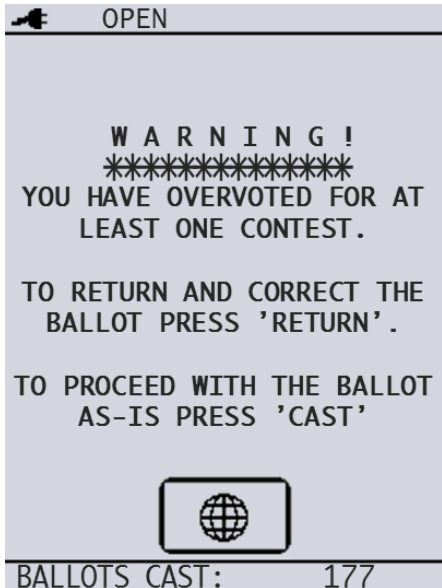 OPEN
W A R N I N G !
**************
YOU HAVE OVERVOTED FOR AT
LEAST ONE CONTEST.
TO RETURN AND CORRECT THE
BALLOT PRESS 'RETURN'.
TO PROCEED WITH THE BALLOT
AS-IS PRESS 'CAST'
BALLOTS CAST: 177